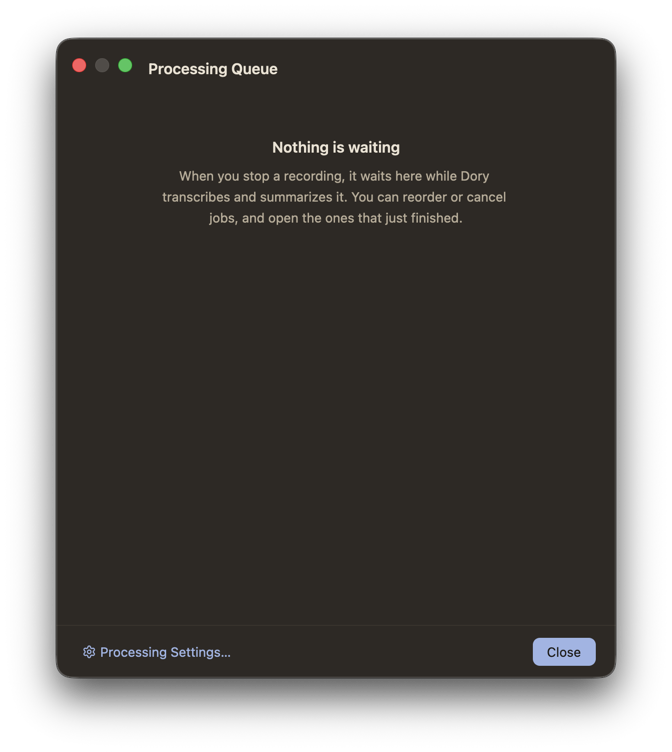 Processing Queue
Nothing is waiting
When you stop a recording, it waits here while Dory
transcribes and summarizes it. You can reorder or cancel
jobs, and open the ones that just finished.
Processing Settings...
Close